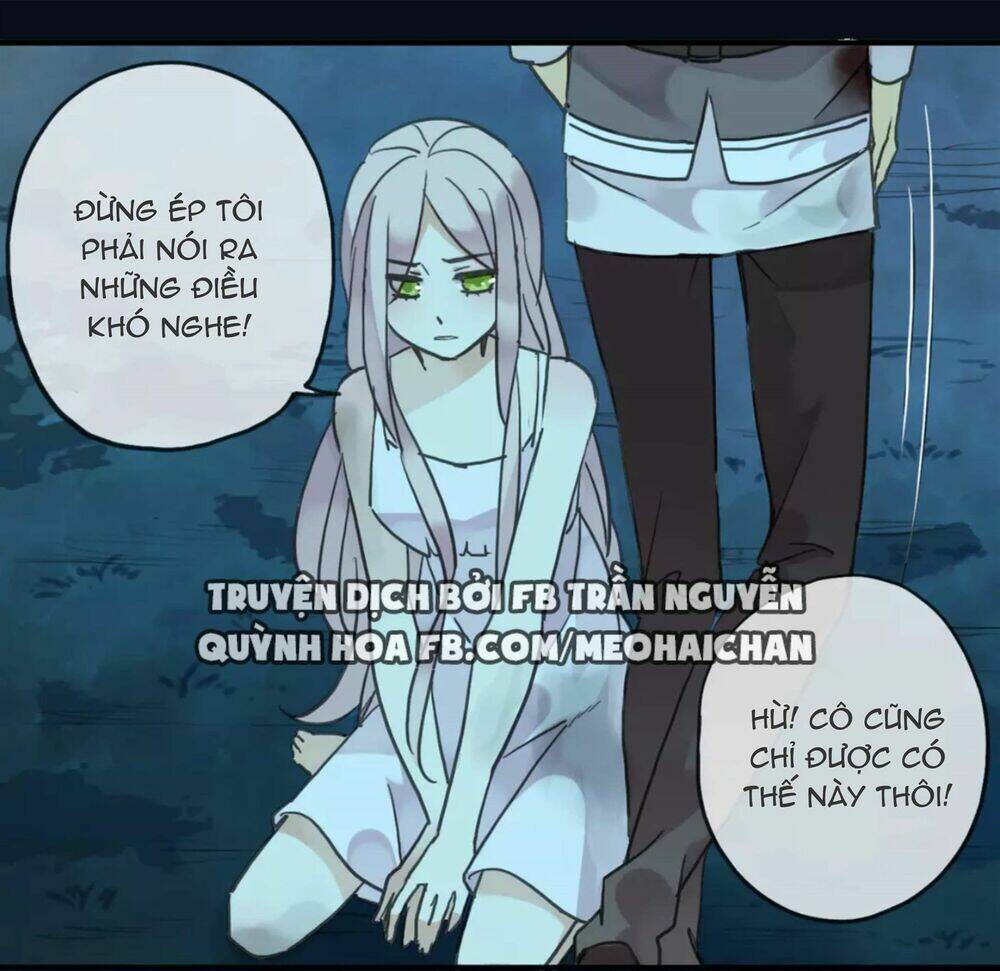 ĐỪNG ÉP TÔI
PHẢI NÓI RA
NHỮNG ĐIỀU
KHÓ NGHE!
TRUYỆN DỊCH BỞI FB TRẦN NGUYỄN
QUỲNH HOA FB.COM/MEOHAICHAN
HỪ! CÔ CŨNG
CHỈ ĐƯỢC CÓ
THẾ NÀY THÔI!